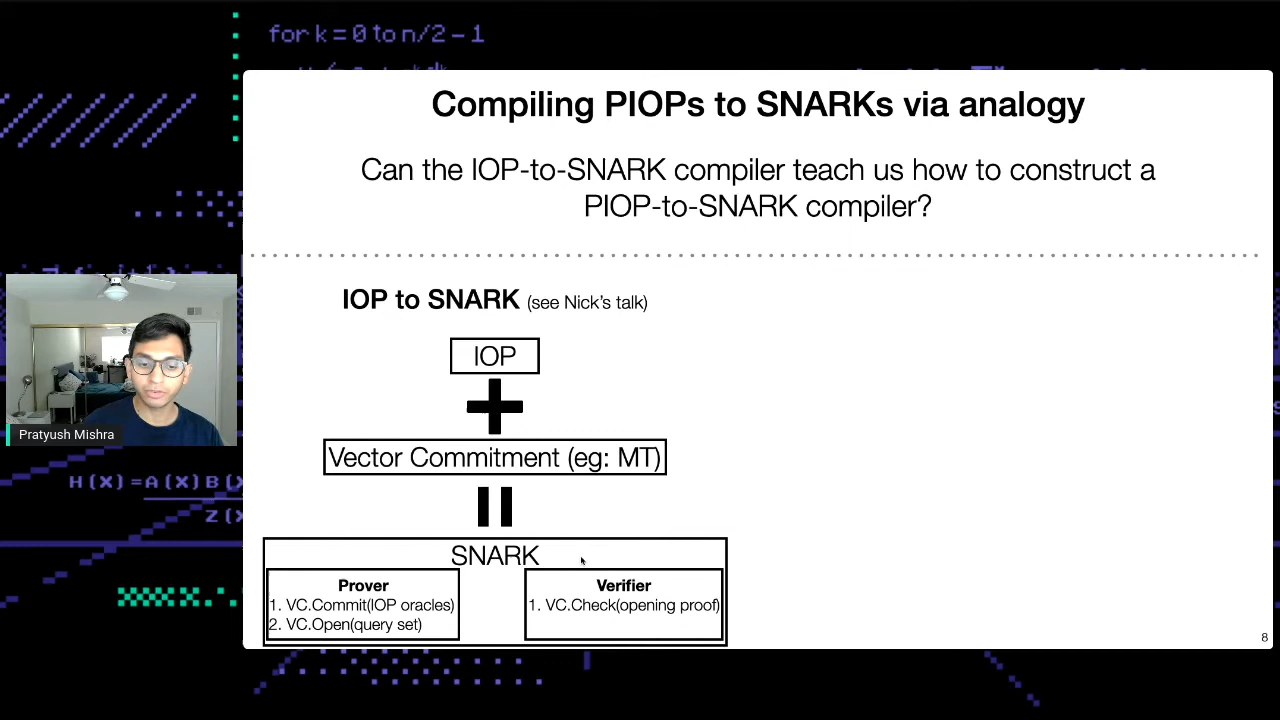 for k = 0 to n/2 - 1
Compiling PIOPs to SNARKs via analogy
Can the IOP-to-SNARK compiler teach us how to construct a
PIOP-to-SNARK compiler?
IOP to SNARK (see Nick's talk)
IOP
+
Vector Commitment (eg: MT)
SNARK
Prover
1. VC.Commit(IOP oracles)
2. VC.Open(query set)
Verifier
1. VC.Check(opening proof)
8
Pratyush Mishra
H(X) = A(X) B(X
Z(X